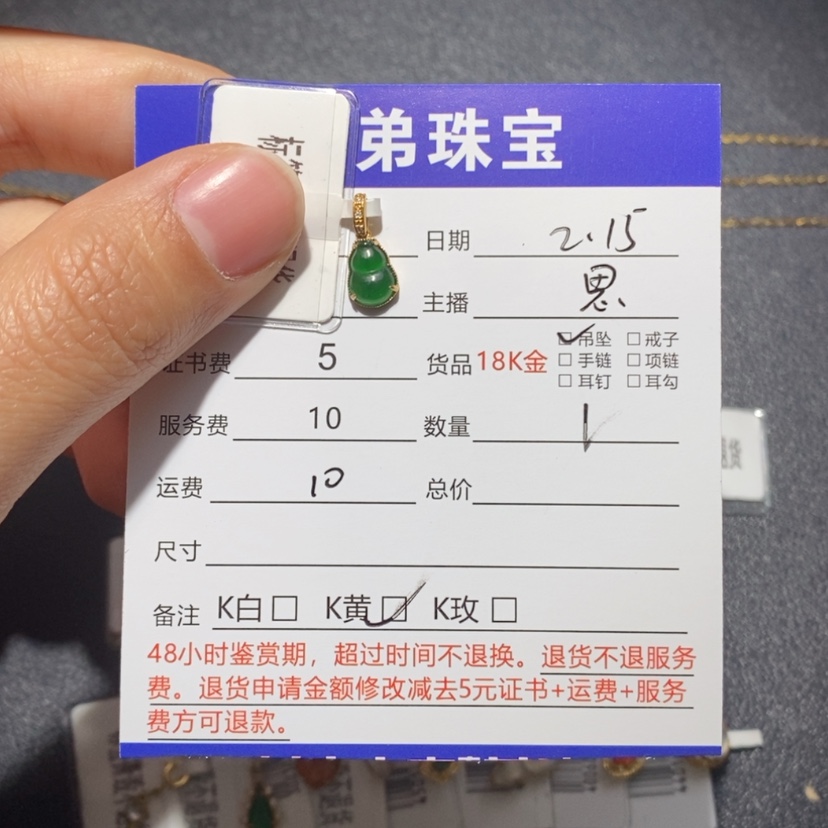 弟珠宝
日期 2.15
主播 思
证书费 5 货品 18K金 ☑吊坠 □戒子
□手链 □项链
□耳钉 □耳勾
服务费 10 数量 1
运费 10 总价
尺寸
备注 K白□ K黄☑ K玫□
48小时鉴赏期，超过时间不退换。退货不退服务
费。退货申请金额修改减去5元证书+运费+服务
费方可退款。